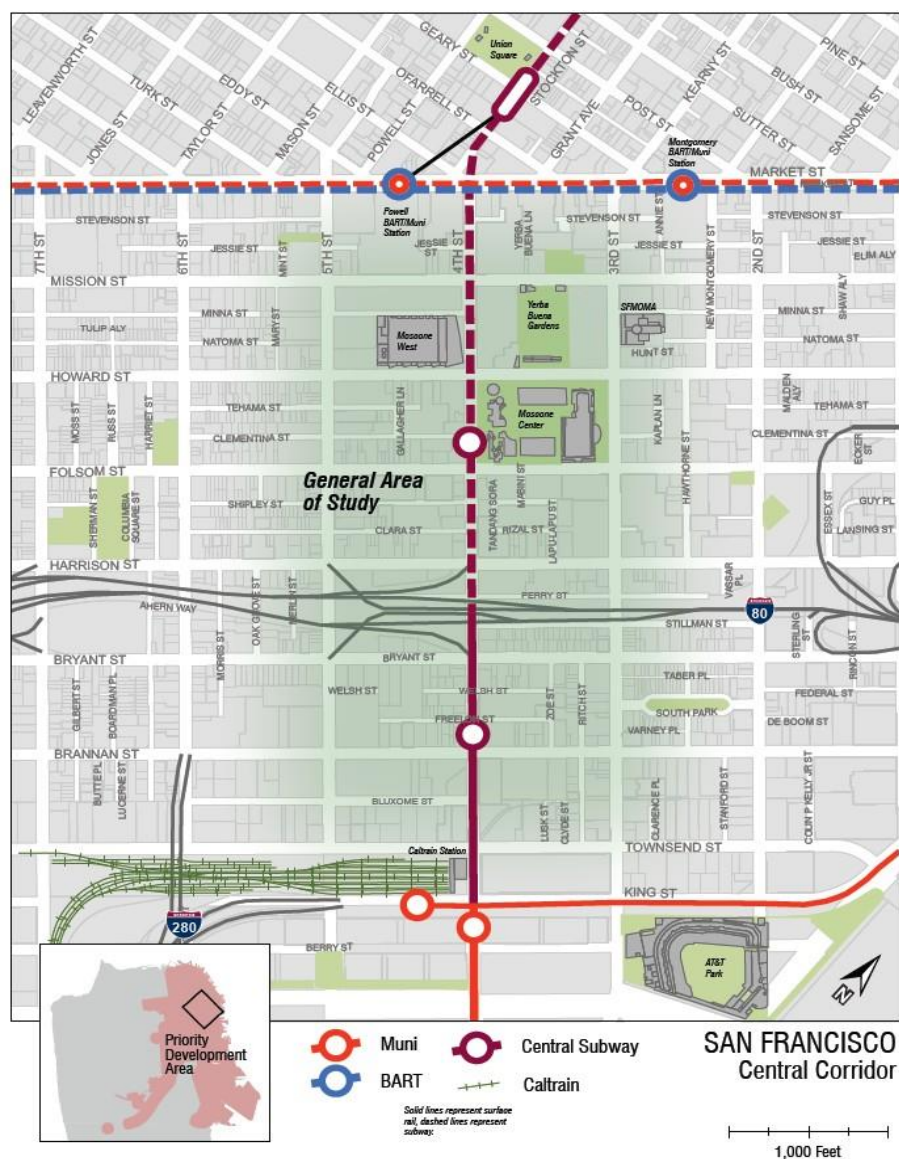 GEARY ST
Union
Square
STOCKTON ST
KEARNY ST
PINE ST
LEAVENWORTH ST
TURK ST
EDDY ST
ELLIS ST
OFARRELL ST
BUSH ST
JONES ST
TAYLOR ST
MASON ST
POWELL ST
GRANT AVE
POST ST
SUTTER ST
SANSOME ST
Montgomery
BART/Muni
Station
MARKET ST
STEVENSON ST
Powell
BART/Muni
Station
STEVENSON ST
ANNIE ST
STEVENSON ST
7TH ST
6TH ST
JESSIE ST
MINT ST
5TH ST
JESSIE
ST
4TH ST
YERBA
BUENA LN
3RD ST
JESSIE ST
NEW MONTGOMERY ST
2ND ST
JESSIE ST
ELIM ALY
MISSION ST
MINNA ST
MARY ST
Yerba
Buena
Gardens
SFMOMA
MINNA ST
SHAW ALY
TULIP ALY
NATOMA ST
Moscone
West
HUNT ST
NATOMA ST
HOWARD ST
MOSS ST
RUSS ST
HARRIET ST
TEHAMA ST
GALLAGHER LN
Moscone
Center
KAPLAN LN
MALDEN
ALY
TEHAMA ST
CLEMENTINA ST
HAWTHORNE ST
CLEMENTINA ST
ECKER
ST
FOLSOM ST
General Area
of Study
SHERMAN ST
COLUMBIA
SQUARE ST
SHIPLEY ST
CLARA ST
TANDANG SORA
MABINI ST
RIZAL ST
LAPU-LAPU ST
ESSEX ST
GUY PL
LANSING ST
HARRISON ST
AHERN WAY
OAK GROVE ST
MERLIN ST
PERRY ST
VASSAR
PL
80
STILLMAN ST
STERLING
ST
RINCON ST
MORRIS ST
BRYANT ST
BRYANT ST
GILBERT ST
BOARDMAN PL
WELSH ST
WELSH ST
FREELON ST
ZOE ST
RITCH ST
TABER PL
SOUTH PARK
VARNEY PL
FEDERAL ST
DE BOOM ST
BRANNAN ST
BUTTE PL
LUCERNE ST
BLUXOME ST
LUSK ST
CLYDE ST
CLARENCE PL
STANFORD ST
COLIN P KELLY JR ST
Caltrain Station
TOWNSEND ST
KING ST
280
BERRY ST
AT&T
Park
N
Priority
Development
Area
Muni
BART
Central Subway
Caltrain
Solid lines represent surface
rail, dashed lines represent
subway.
SAN FRANCISCO
Central Corridor
1,000 Feet